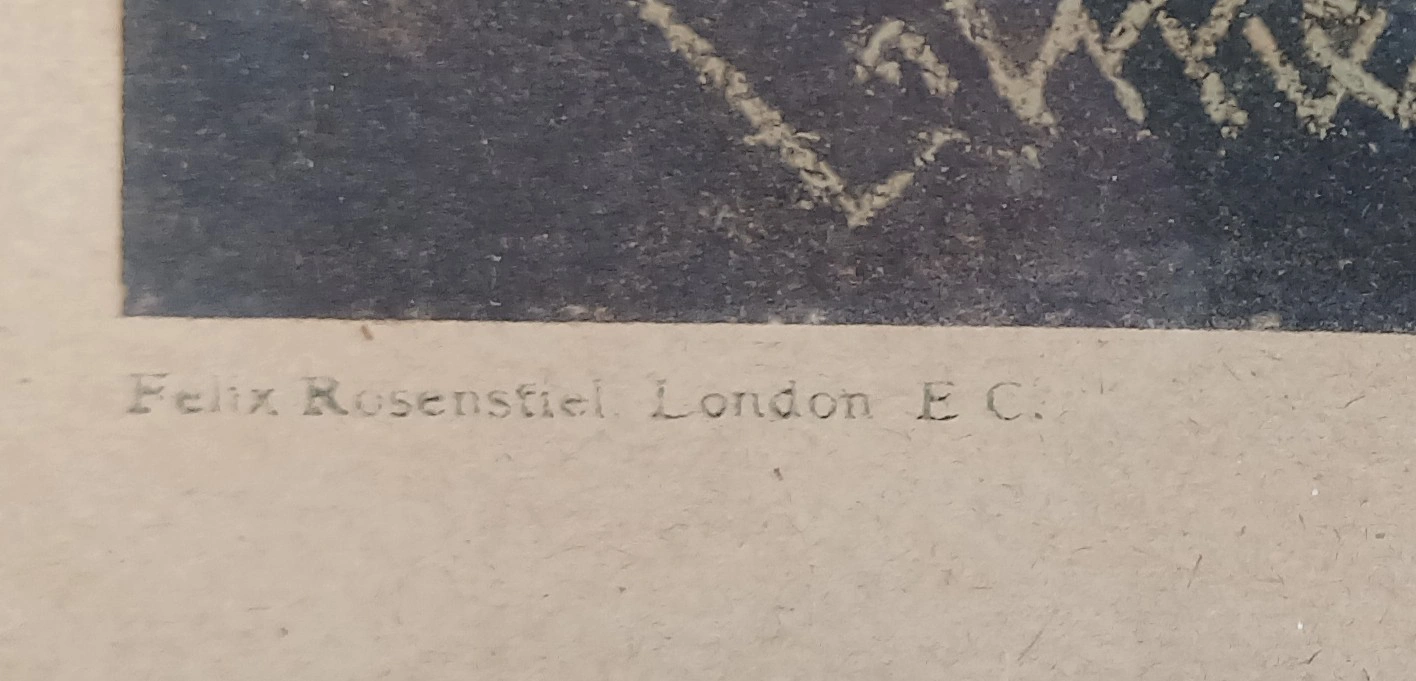 Felix Rosenstiel. London E C.